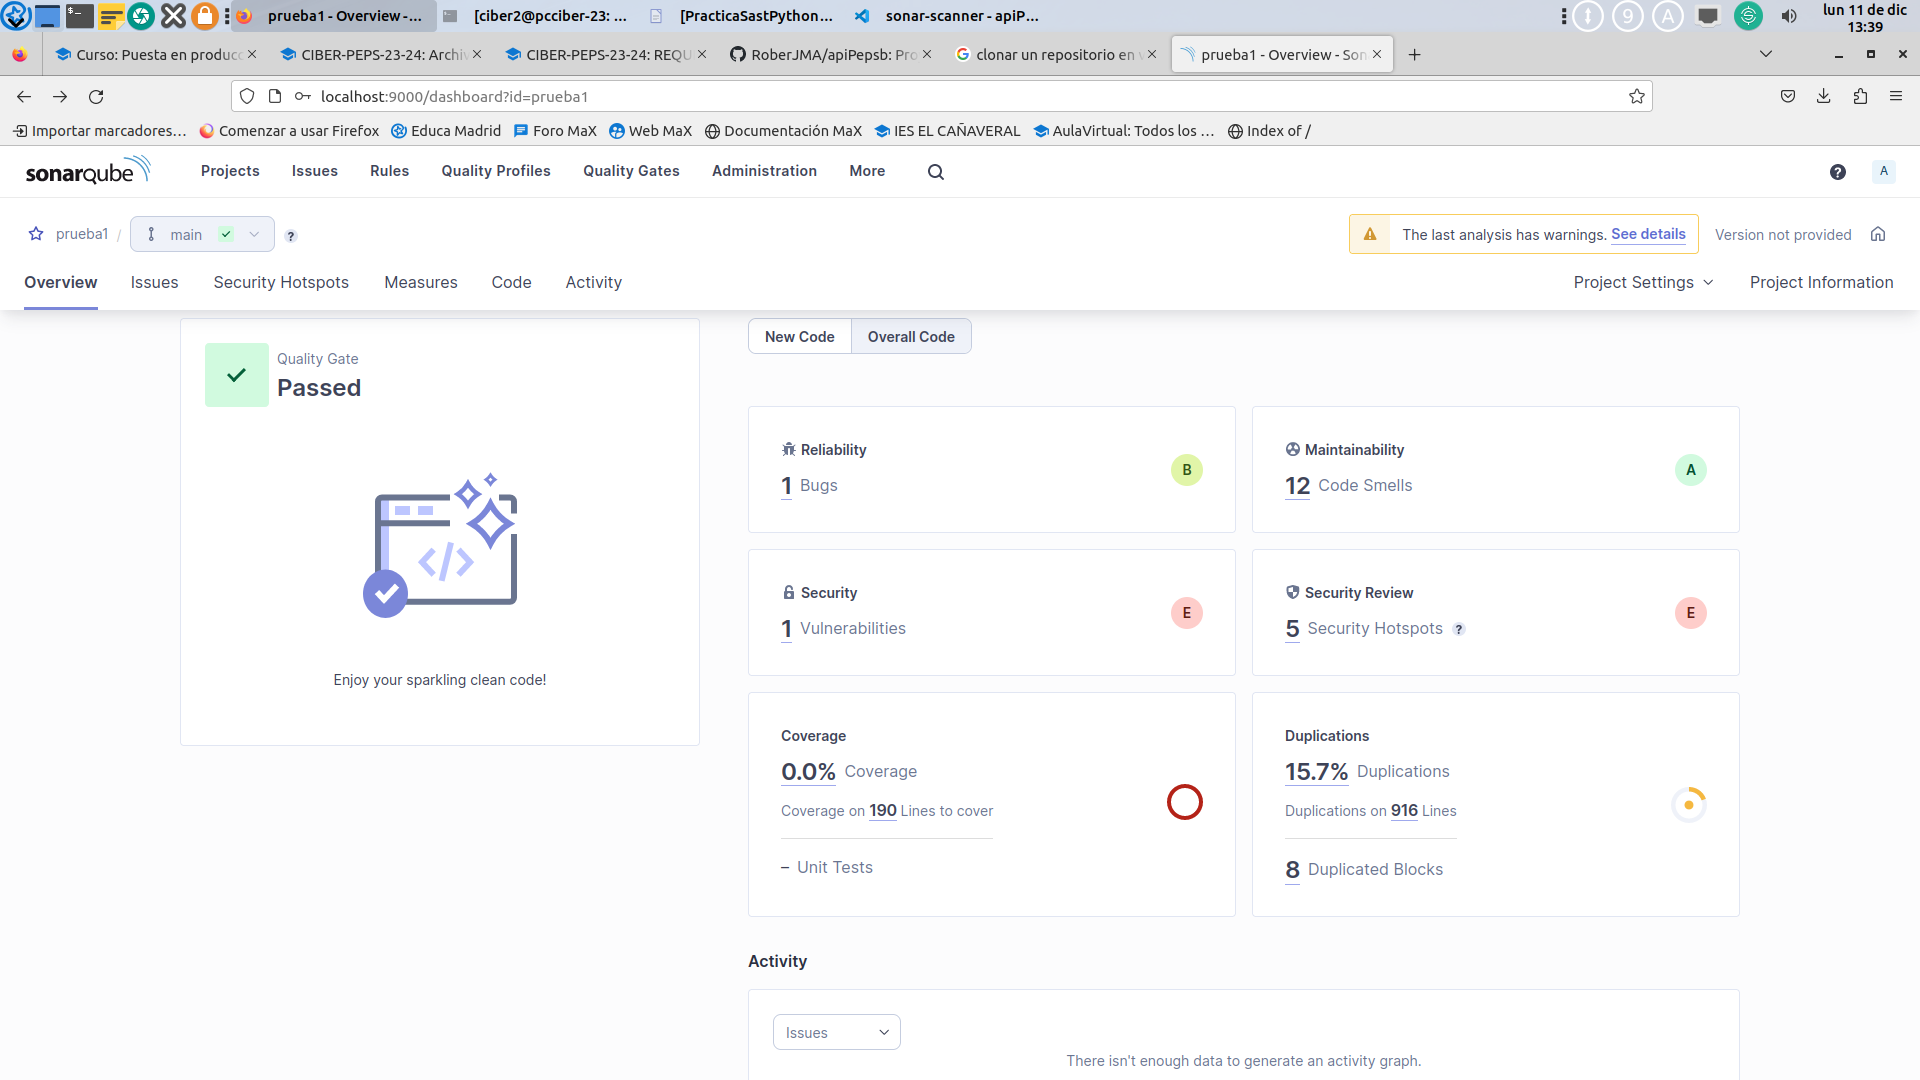 prueba1 - Overview -...
[ciber2@pcciber-23: ...
[PracticaSastPython...
sonar-scanner - apiP...
9
A
lun 11 de dic
13:39
Curso: Puesta en produc
CIBER-PEPS-23-24: Archi
CIBER-PEPS-23-24: REQU
RoberJMA/apiPepsb: Pro
clonar un repositorio en
prueba1 - Overview - Son
localhost:9000/dashboard?id=prueba1
Importar marcadores...
Comenzar a usar Firefox
Educa Madrid
Foro MaX
Web MaX
Documentación MaX
IES EL CAÑAVERAL
AulaVirtual: Todos los ...
Index of /
sonarqube
Projects
Issues
Rules
Quality Profiles
Quality Gates
Administration
More
?
A
prueba1 /
main
?
The last analysis has warnings. See details
Version not provided
Overview
Issues
Security Hotspots
Measures
Code
Activity
Project Settings
Project Information
Quality Gate
Passed
Enjoy your sparkling clean code!
New Code
Overall Code
Reliability
1 Bugs
B
Maintainability
12 Code Smells
A
Security
1 Vulnerabilities
E
Security Review
5 Security Hotspots ?
E
Coverage
0.0% Coverage
Coverage on 190 Lines to cover
– Unit Tests
Duplications
15.7% Duplications
Duplications on 916 Lines
8 Duplicated Blocks
Activity
Issues
There isn't enough data to generate an activity graph.